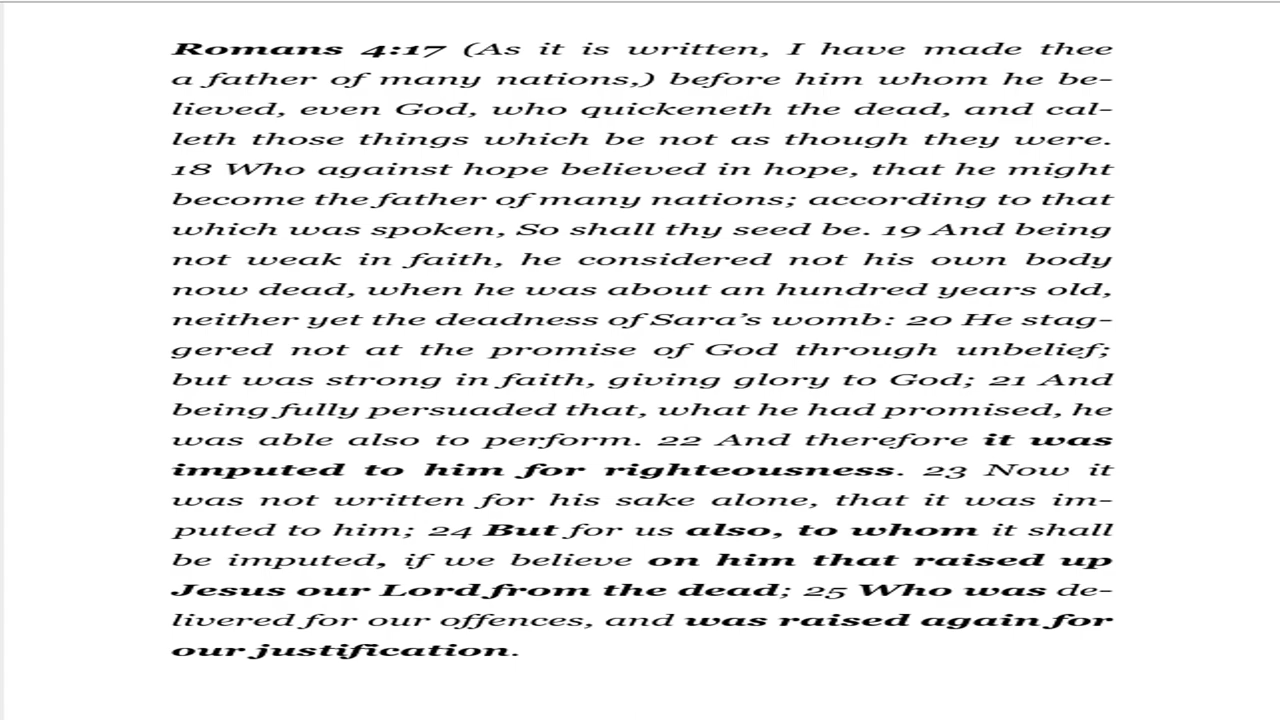 Romans 4:17 (As it is written, I have made thee
a father of many nations,) before him whom he be-
lieved, even God, who quickeneth the dead, and cal-
leth those things which be not as though they were.
18 Who against hope believed in hope, that he might
become the father of many nations; according to that
which was spoken, So shall thy seed be. 19 And being
not weak in faith, he considered not his own body
now dead, when he was about an hundred years old,
neither yet the deadness of Sara’s womb: 20 He stag-
gered not at the promise of God through unbelief;
but was strong in faith, giving glory to God; 21 And
being fully persuaded that, what he had promised, he
was able also to perform. 22 And therefore it was
imputed to him for righteousness. 23 Now it
was not written for his sake alone, that it was im-
puted to him; 24 But for us also, to whom it shall
be imputed, if we believe on him that raised up
Jesus our Lord from the dead; 25 Who was de-
livered for our offences, and was raised again for
our justification.